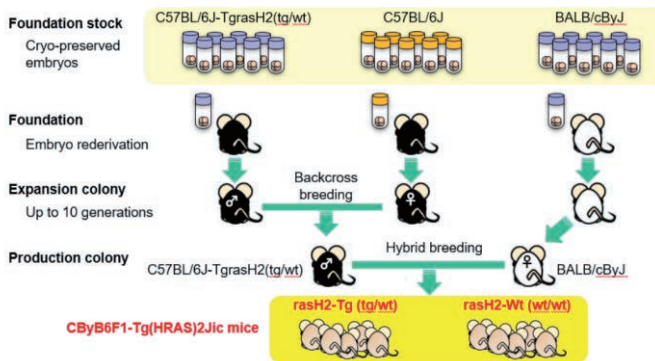 Foundation stock
Cryo-preserved
embryos
C57BL/6J-TgrasH2(tg/wt)
C57BL/6J
BALB/cByJ
Foundation
Embryo rederivation
Expansion colony
Up to 10 generations
♂
Backcross
breeding
♀
Production colony
C57BL/6J-TgrasH2(tg/wt)
♂
Hybrid breeding
♀
BALB/cByJ
CByB6F1-Tg(HRAS)2Jic mice
rasH2-Tg (tg/wt)
rasH2-Wt (wt/wt)